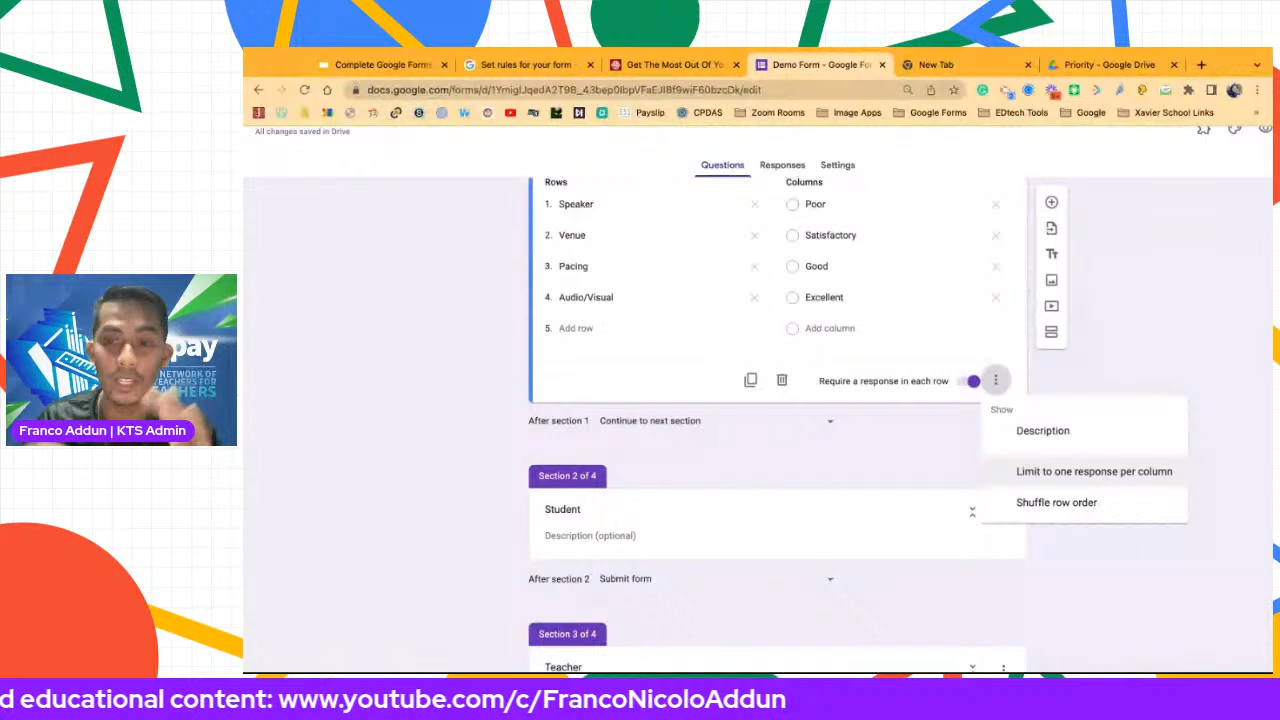 Complete Google Forms
Set rules for your form -
Get The Most Out Of Yo
Demo Form - Google For
New Tab
Priority - Google Drive
docs.google.com/forms/d/1YmigIJqedA2T9B_43bep0IbpVFaEJIBf9wiF60bzcDk/edit
Payslip
CPDAS
Zoom Rooms
Image Apps
Google Forms
EDtech Tools
Google
Xavier School Links
All changes saved in Drive
Questions
Responses
Settings
Rows
Columns
1. Speaker
Poor
2. Venue
Satisfactory
3. Pacing
Good
4. Audio/Visual
Excellent
5. Add row
Add column
Require a response in each row
Show
Description
Limit to one response per column
Shuffle row order
After section 1 Continue to next section
Section 2 of 4
Student
Description (optional)
After section 2 Submit form
Section 3 of 4
Teacher
pay
NETWORK OF
TEACHERS FOR
TEACHERS
Franco Addun | KTS Admin
d educational content: www.youtube.com/c/FrancoNicoloAddun